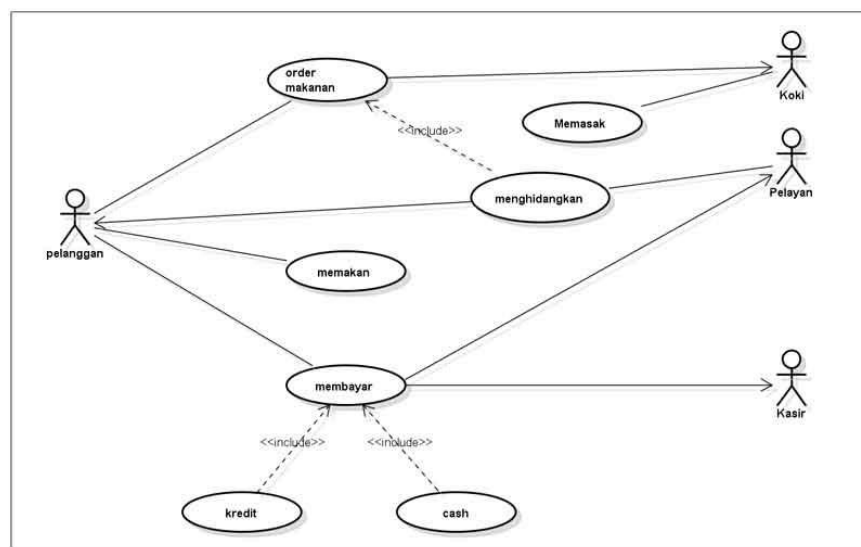 order
makanan
Koki
Memasak
<<include>>
Pelayan
menghidangkan
pelanggan
memakan
membayar
Kasir
<<include>>
<<include>>
kredit
cash